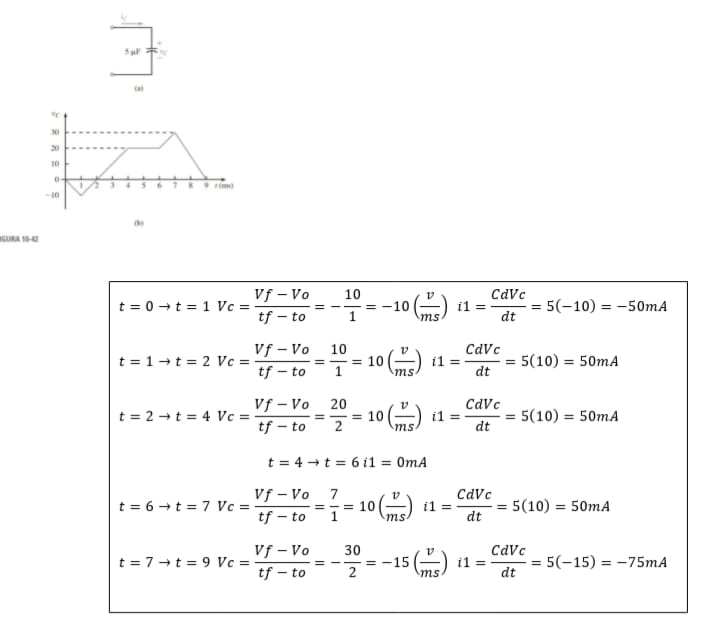 i_C
5 μF
+
v_C
(a)
v_C
30
20
10
0
1 2 3 4 5 6 7 8 9 t (ms)
−10
(b)
IGURA 10-42
t = 0 → t = 1 Vc = (Vf − Vo)/(tf − to) = −10/1 = −10 (v/ms) i1 = CdVc/dt = 5(−10) = −50mA
t = 1 → t = 2 Vc = (Vf − Vo)/(tf − to) = 10/1 = 10 (v/ms) i1 = CdVc/dt = 5(10) = 50mA
t = 2 → t = 4 Vc = (Vf − Vo)/(tf − to) = 20/2 = 10 (v/ms) i1 = CdVc/dt = 5(10) = 50mA
t = 4 → t = 6 i1 = 0mA
t = 6 → t = 7 Vc = (Vf − Vo)/(tf − to) = 7/1 = 10 (v/ms) i1 = CdVc/dt = 5(10) = 50mA
t = 7 → t = 9 Vc = (Vf − Vo)/(tf − to) = −30/2 = −15 (v/ms) i1 = CdVc/dt = 5(−15) = −75mA